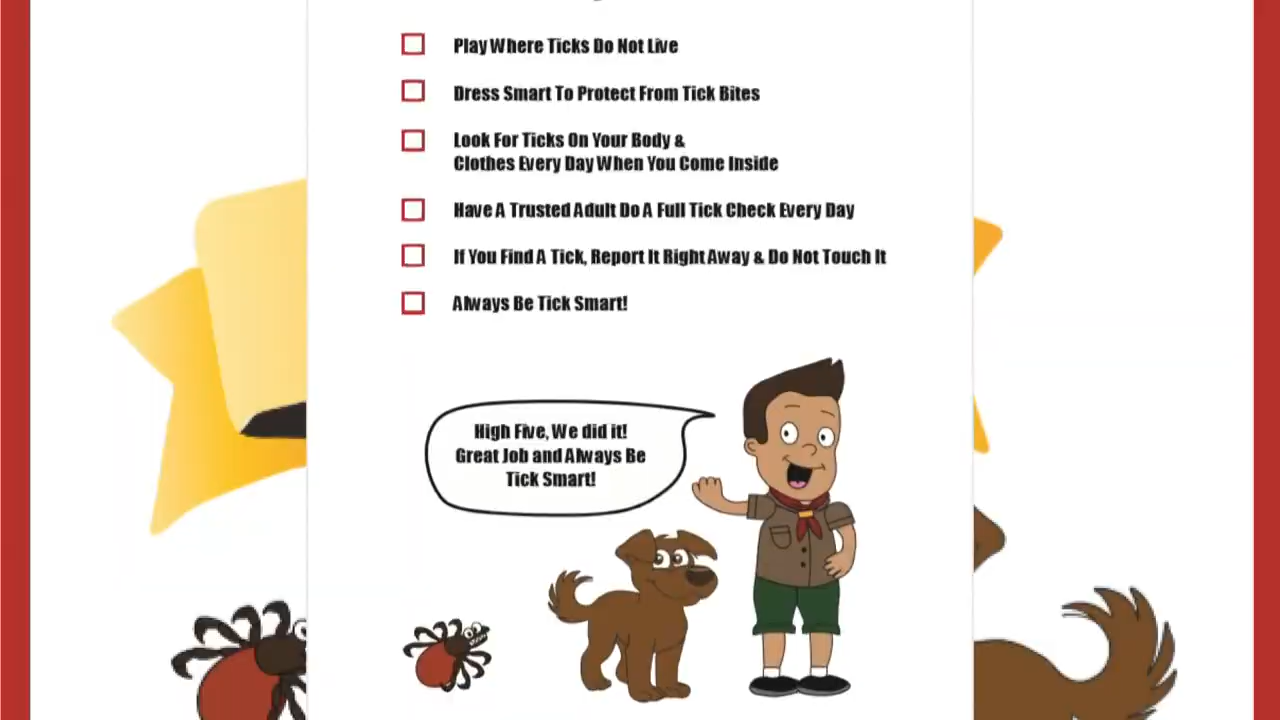 Play Where Ticks Do Not Live
Dress Smart To Protect From Tick Bites
Look For Ticks On Your Body &
Clothes Every Day When You Come Inside
Have A Trusted Adult Do A Full Tick Check Every Day
If You Find A Tick, Report It Right Away & Do Not Touch It
Always Be Tick Smart!
High Five, We did it!
Great Job and Always Be
Tick Smart!